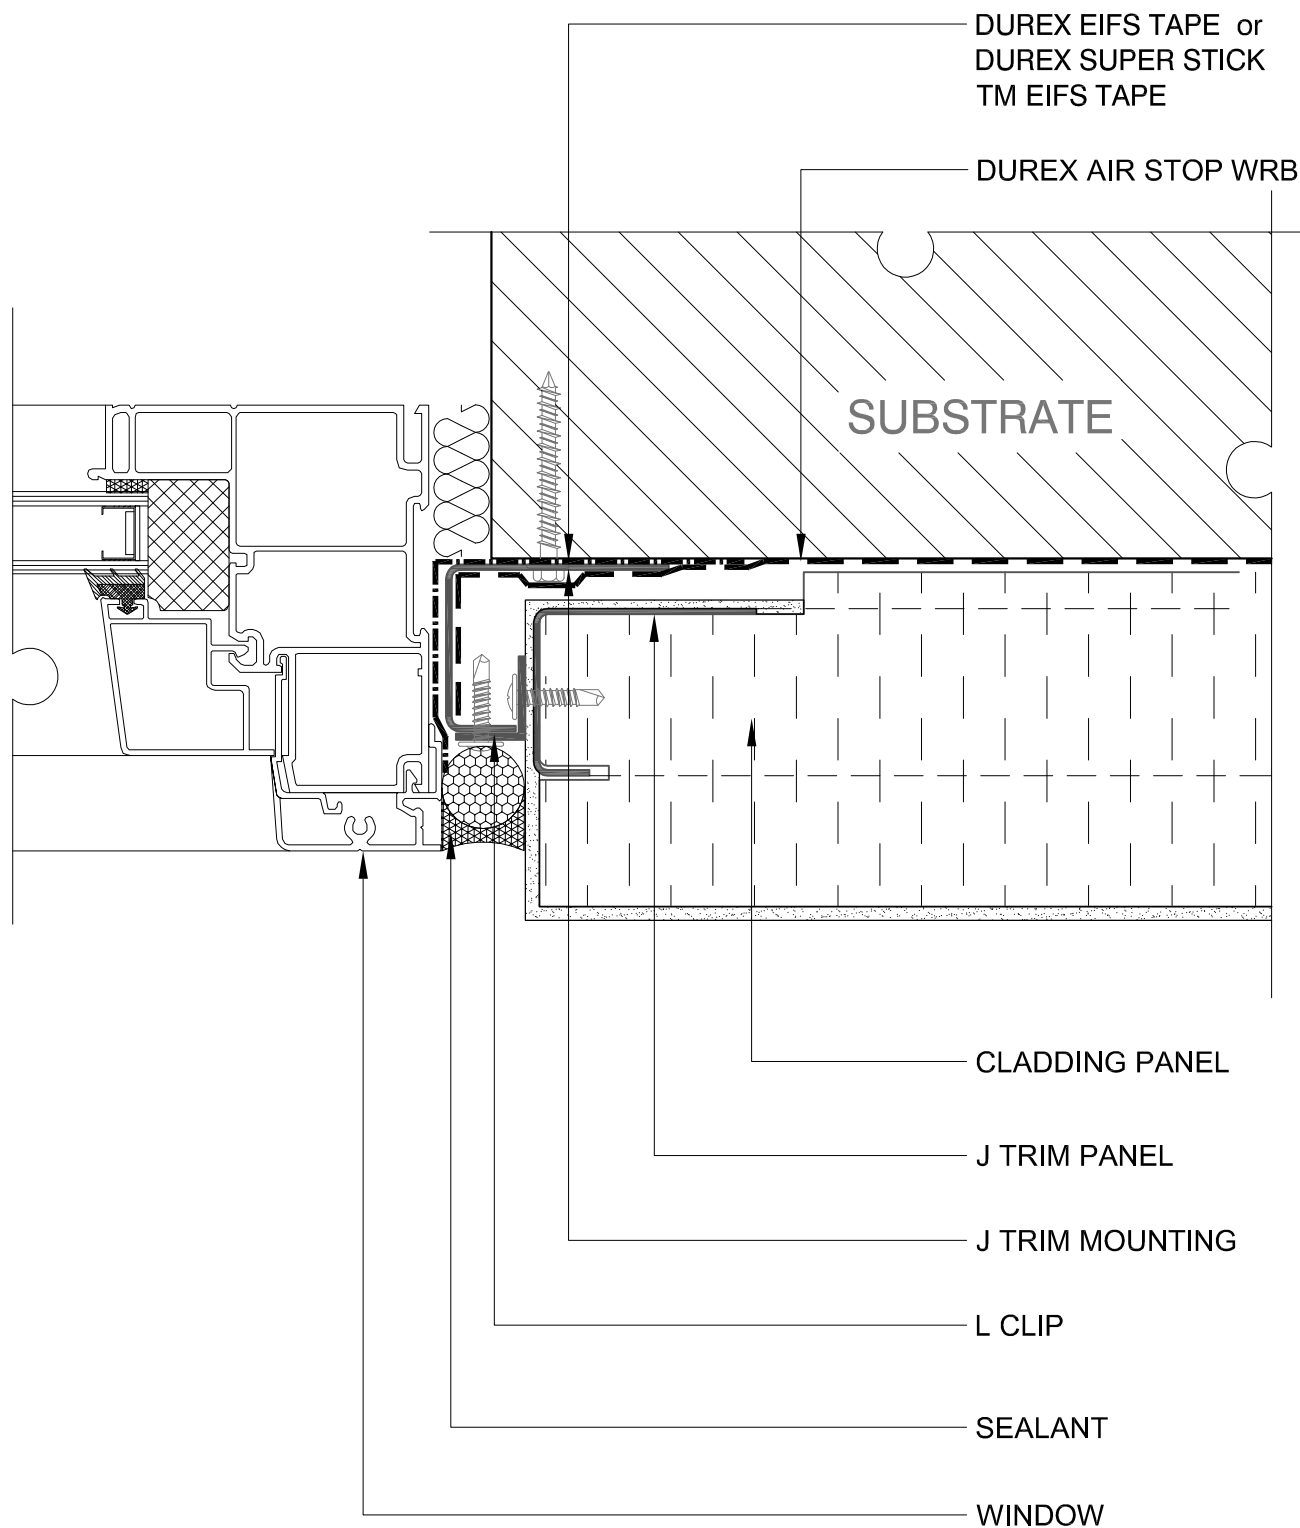 DUREX EIFS TAPE or
DUREX SUPER STICK
TM EIFS TAPE
DUREX AIR STOP WRB
SUBSTRATE
CLADDING PANEL
J TRIM PANEL
J TRIM MOUNTING
L CLIP
SEALANT
WINDOW